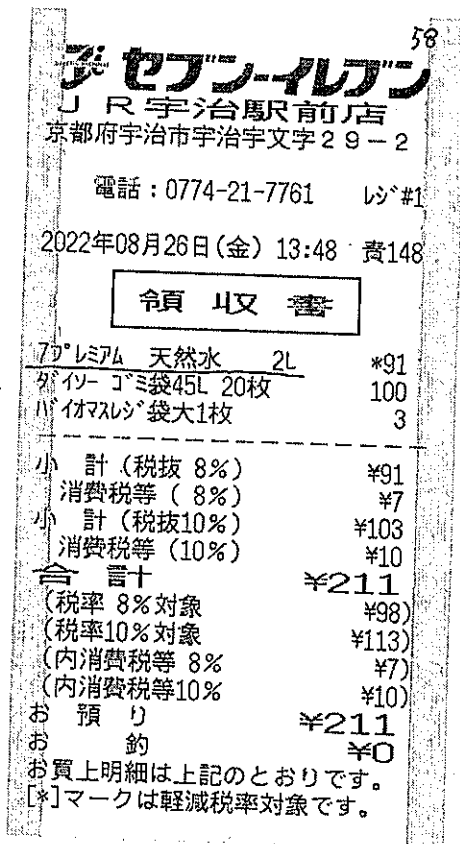 58
セブン-イレブン
JR宇治駅前店
京都府宇治市宇治宇文字29-2
電話:0774-21-7761 レジ#1
2022年08月26日(金) 13:48 責148
領収書
7プレミアム 天然水 2L *91
ダイソー ゴミ袋45L 20枚 100
バイオマスレジ袋大1枚 3
小 計(税抜 8%) ¥91
消費税等( 8%) ¥7
小 計(税抜10%) ¥103
消費税等(10%) ¥10
合 計 ¥211
(税率 8%対象 ¥98)
(税率10%対象 ¥113)
(内消費税等 8% ¥7)
(内消費税等10% ¥10)
お 預 り ¥211
お 釣 ¥0
お買上明細は上記のとおりです。
[*]マークは軽減税率対象です。